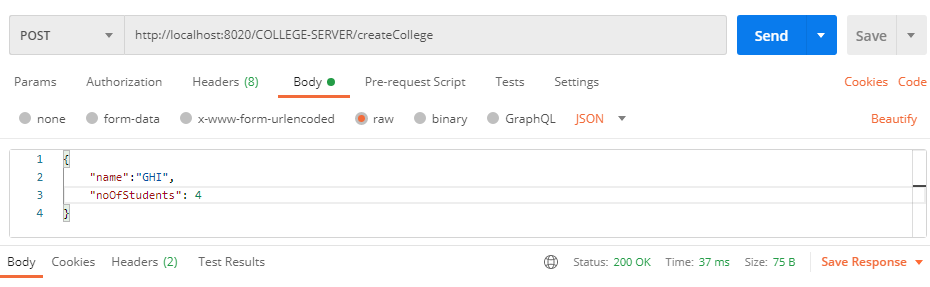 POST http://localhost:8020/COLLEGE-SERVER/createCollege Send Save
Params Authorization Headers (8) Body Pre-request Script Tests Settings Cookies Code
none form-data x-www-form-urlencoded raw binary GraphQL JSON Beautify
1 {
2 "name":"GHI",
3 "noOfStudents": 4
4 }
Body Cookies Headers (2) Test Results Status: 200 OK Time: 37 ms Size: 75 B Save Response